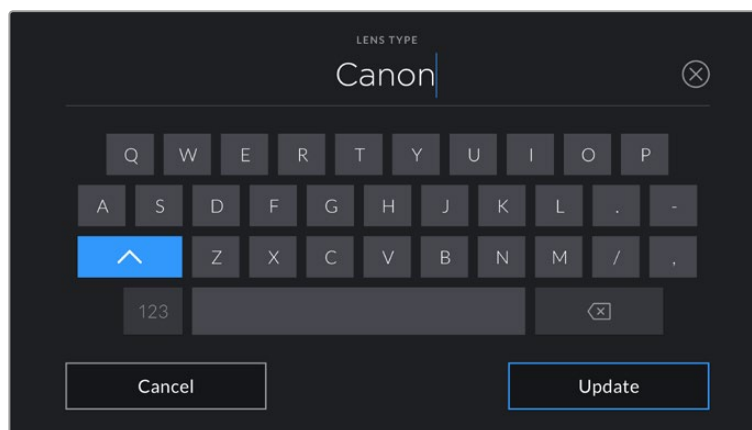 LENS TYPE
Canon
Q W E R T Y U I O P
A S D F G H J K L . -
Z X C V B N M / ,
123
Cancel Update